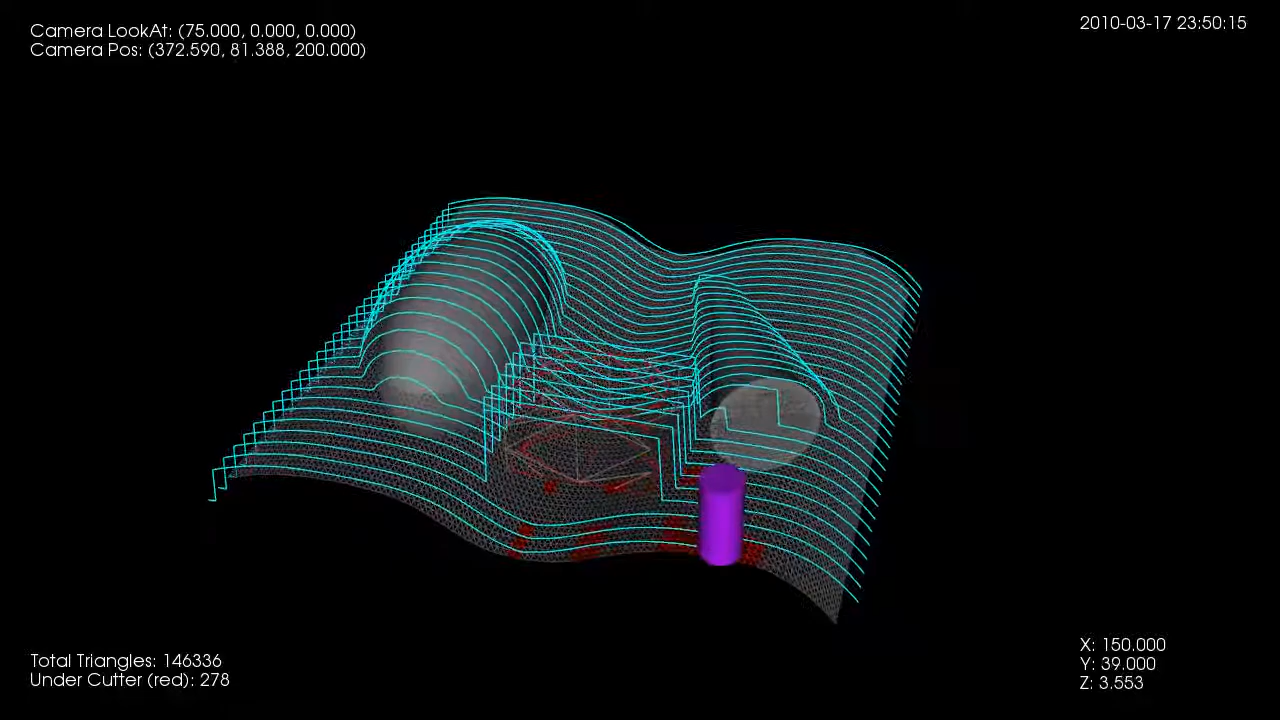 Camera LookAt: (75.000, 0.000, 0.000)
Camera Pos: (372.590, 81.388, 200.000)
2010-03-17 23:50:15
Total Triangles: 146336
Under Cutter (red): 278
X: 150.000
Y: 39.000
Z: 3.553